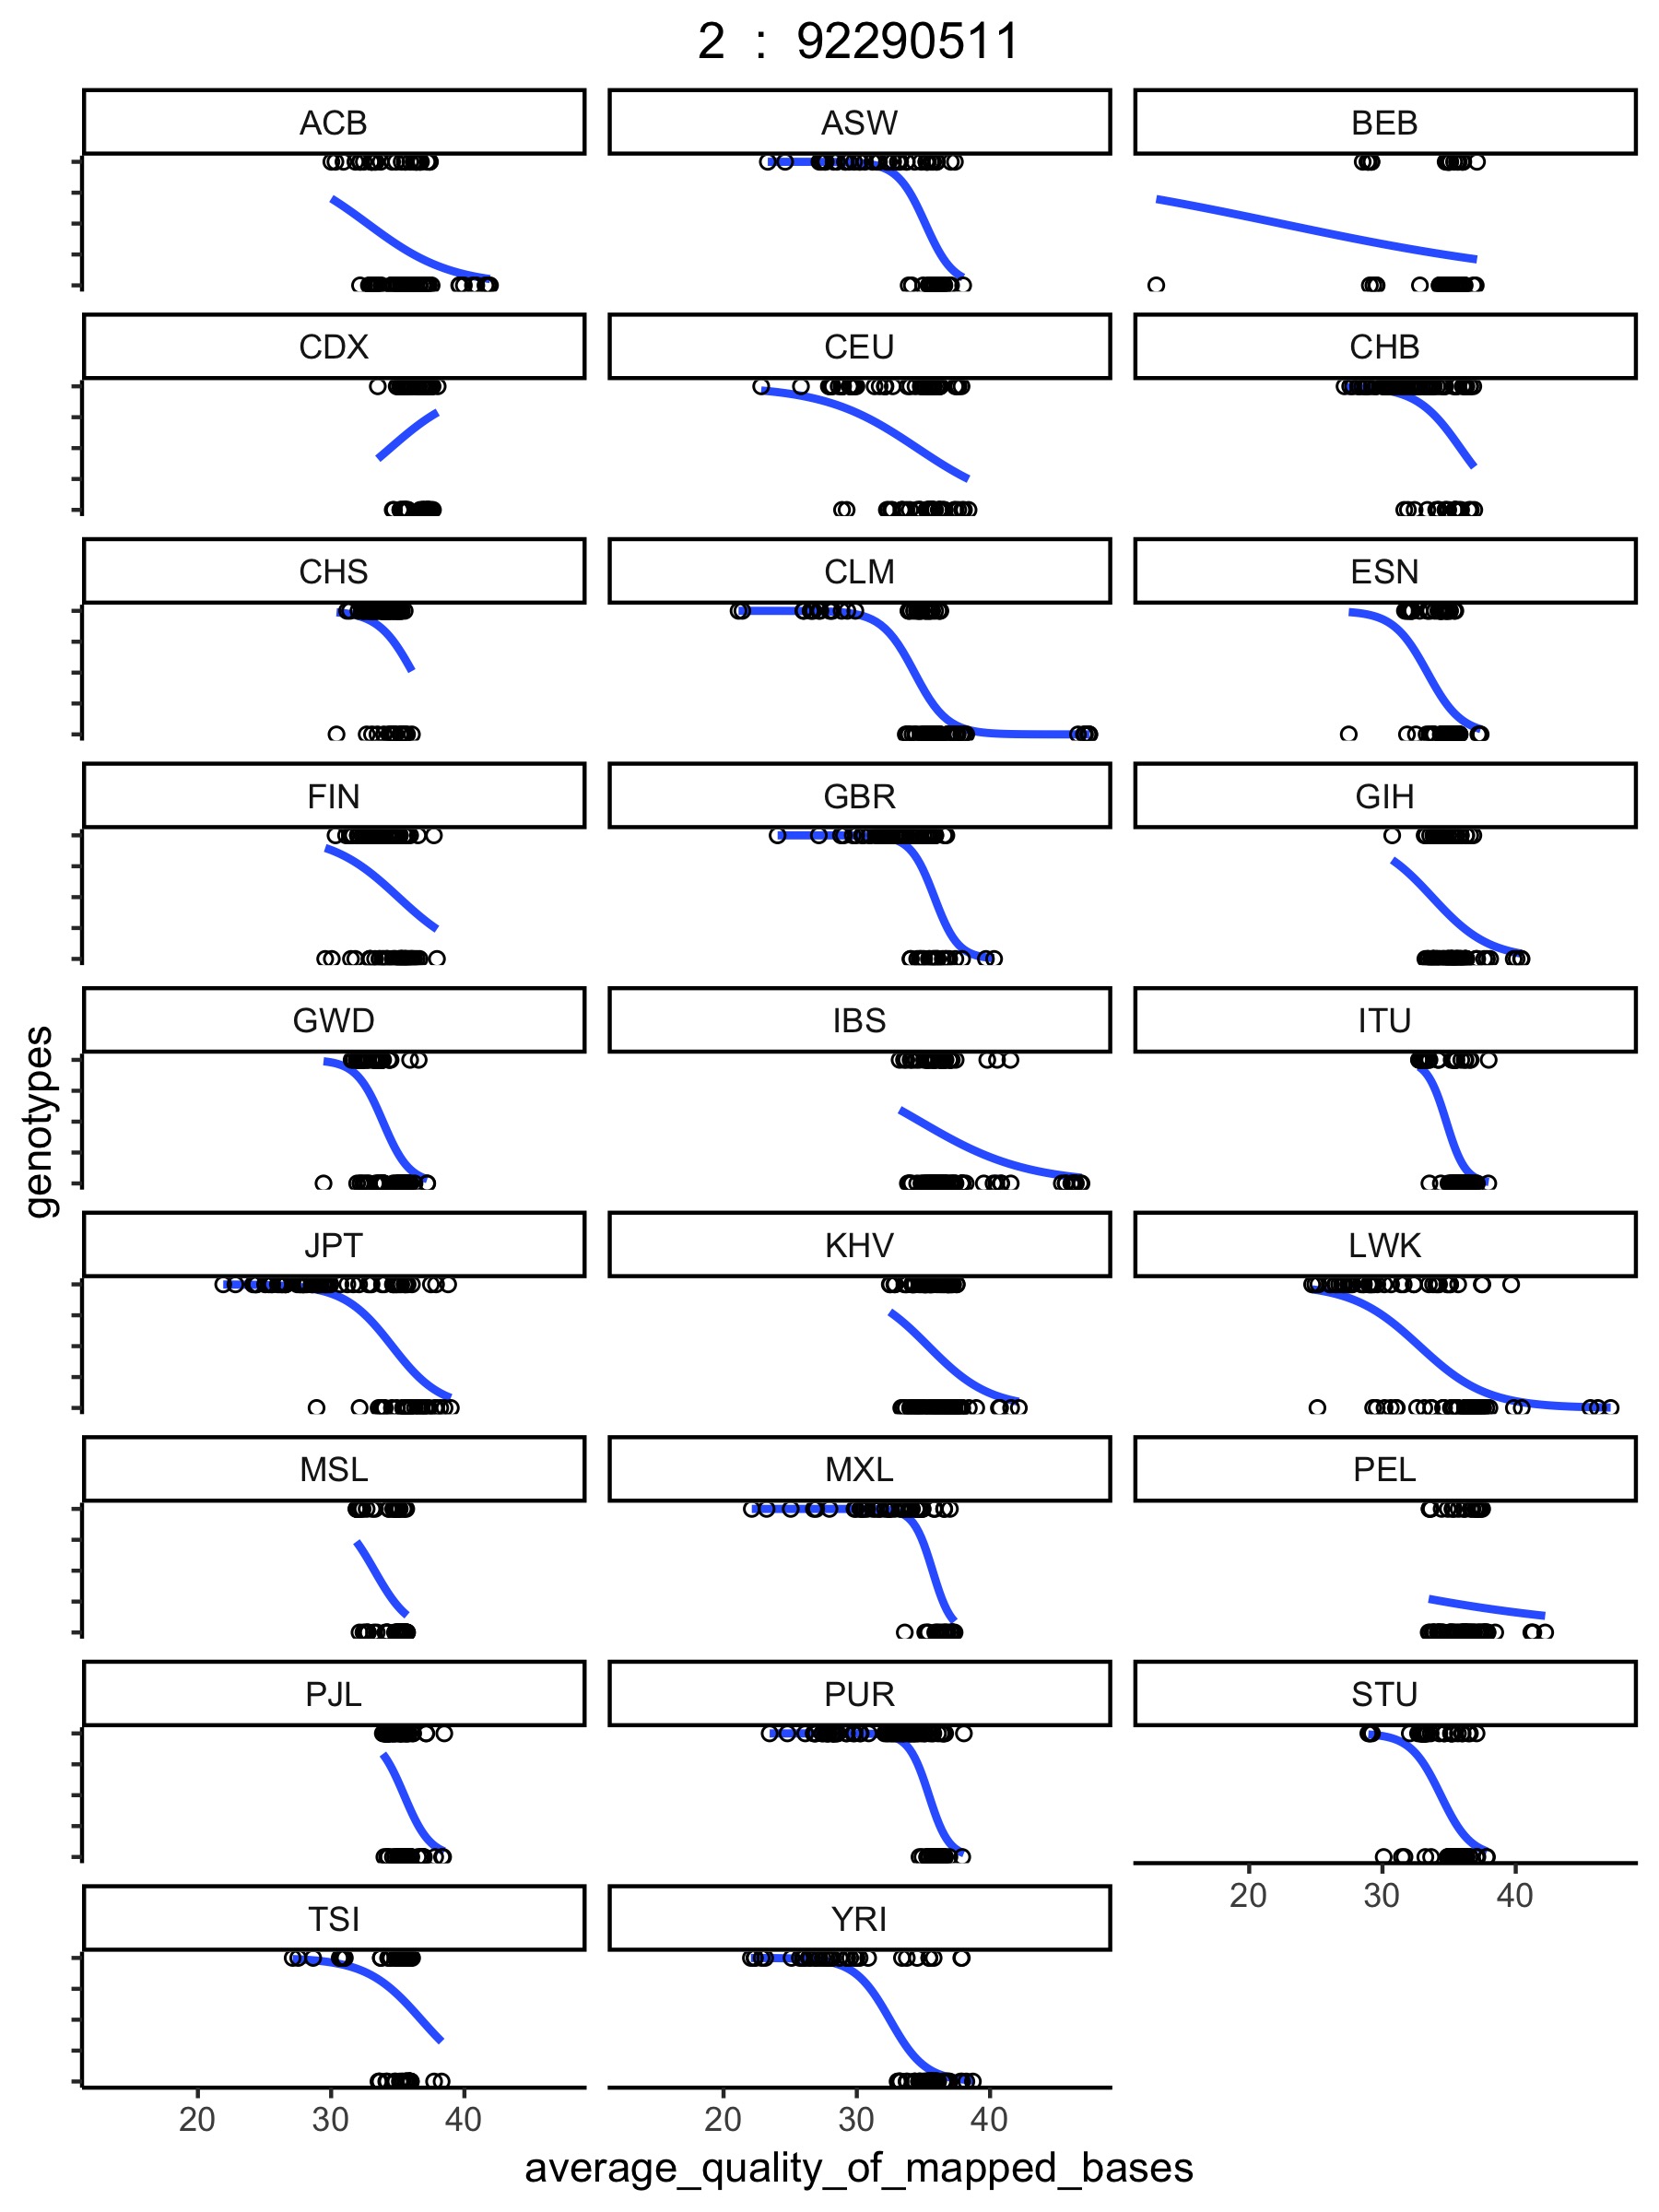 2 : 92290511
ACB ASW BEB
CDX CEU CHB
CHS CLM ESN
FIN GBR GIH
GWD IBS ITU
JPT KHV LWK
MSL MXL PEL
PJL PUR STU
20 30 40
TSI YRI
20 30 40 20 30 40
average_quality_of_mapped_bases
genotypes